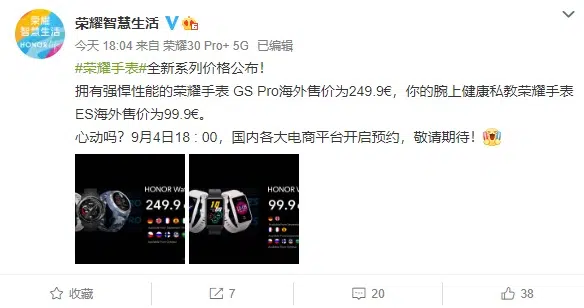 荣耀
智慧生活
HONOR
荣耀智慧生活
今天 18:04 来自 荣耀30 Pro+ 5G 已编辑
#荣耀手表#全新系列价格公布！
拥有强悍性能的荣耀手表 GS Pro海外售价为249.9€，你的腕上健康私教荣耀手表
ES海外售价为99.9€。
心动吗？9月4日18：00，国内各大电商平台开启预约，敬请期待！
HONOR Wa
249.9
HONOR Wa
99.9€
收藏
7
20
38